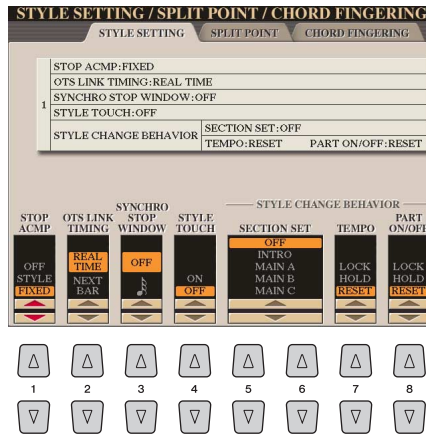 STYLE SETTING / SPLIT POINT / CHORD FINGERING
STYLE SETTING SPLIT POINT CHORD FINGERING
1
STOP ACMP:FIXED
OTS LINK TIMING:REAL TIME
SYNCHRO STOP WINDOW:OFF
STYLE TOUCH:OFF
STYLE CHANGE BEHAVIOR
SECTION SET:OFF
TEMPO:RESET PART ON/OFF:RESET
STYLE CHANGE BEHAVIOR
STOP
ACMP
OFF
STYLE
FIXED
OTS LINK
TIMING
REAL
TIME
NEXT
BAR
SYNCHRO
STOP
WINDOW
OFF
STYLE
TOUCH
ON
OFF
SECTION SET
OFF
INTRO
MAIN A
MAIN B
MAIN C
TEMPO
LOCK
HOLD
RESET
PART
ON/OFF
LOCK
HOLD
RESET
1 2 3 4 5 6 7 8